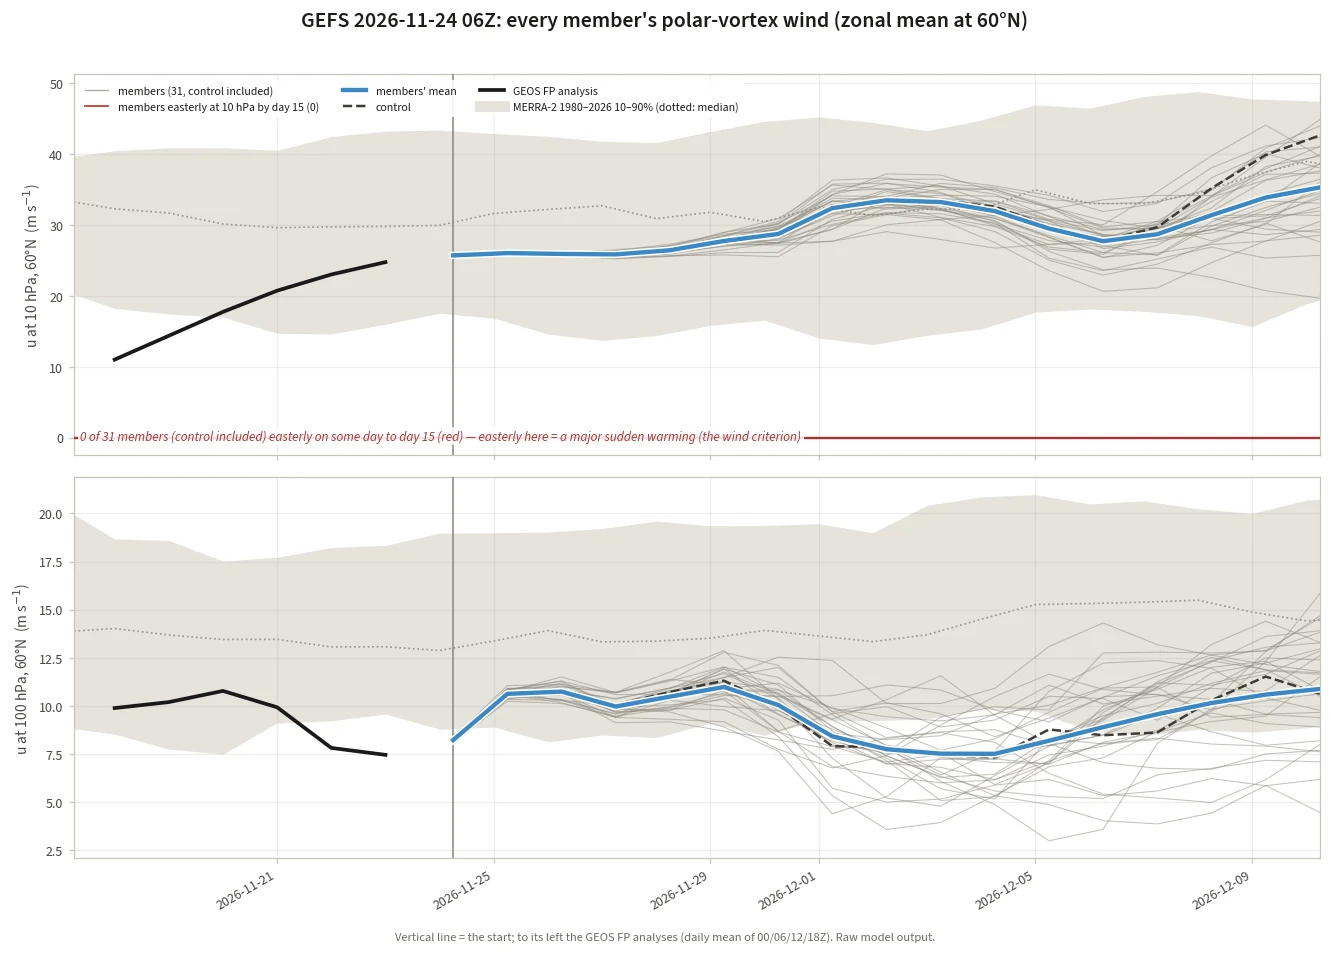 GEFS 2026-11-24 06Z: every member's polar-vortex wind (zonal mean at 60°N)
members (31, control included)
members easterly at 10 hPa by day 15 (0)
members' mean
control
GEOS FP analysis
MERRA-2 1980–2026 10–90% (dotted: median)
u at 10 hPa, 60°N (m s⁻¹)
50
40
30
20
10
0
0 of 31 members (control included) easterly on some day to day 15 (red) — easterly here = a major sudden warming (the wind criterion)
u at 100 hPa, 60°N (m s⁻¹)
20.0
17.5
15.0
12.5
10.0
7.5
5.0
2.5
2026-11-21
2026-11-25
2026-11-29
2026-12-01
2026-12-05
2026-12-09
Vertical line = the start; to its left the GEOS FP analyses (daily mean of 00/06/12/18Z). Raw model output.